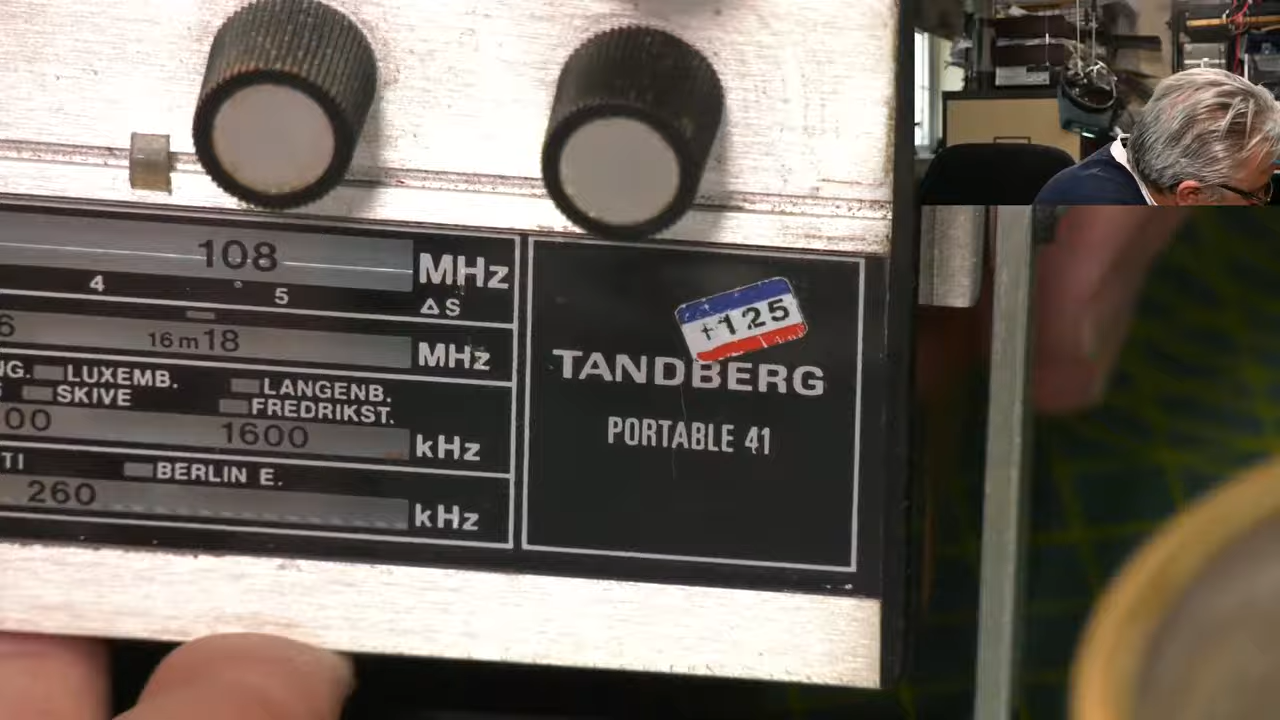 108 MHz
4 5 ΔS
6 16m 18 MHz
NG. LUXEMB. LANGENB.
S SKIVE FREDRIKST.
00 1600 kHz
TI BERLIN E.
260 kHz
+125
TANDBERG
PORTABLE 41